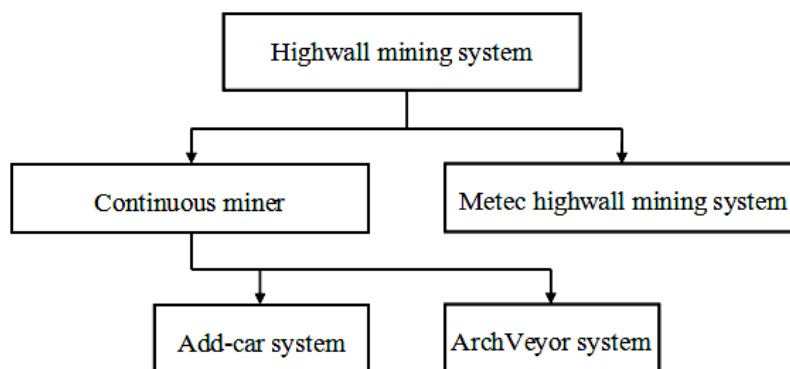 Highwall mining system
Continuous miner
Metec highwall mining system
Add-car system
ArchVeyor system